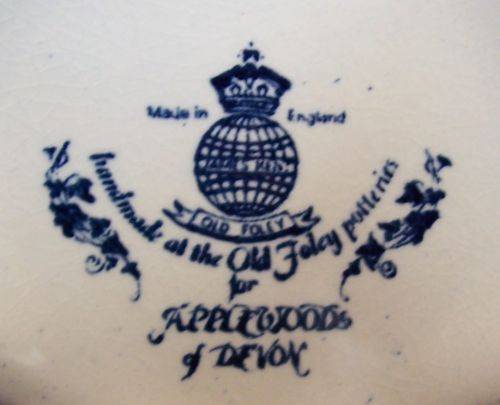 Made in England
JAMES KENT
OLD FOLEY
handmade at the Old Foley potteries
for
APPLEWOODS
of DEVON